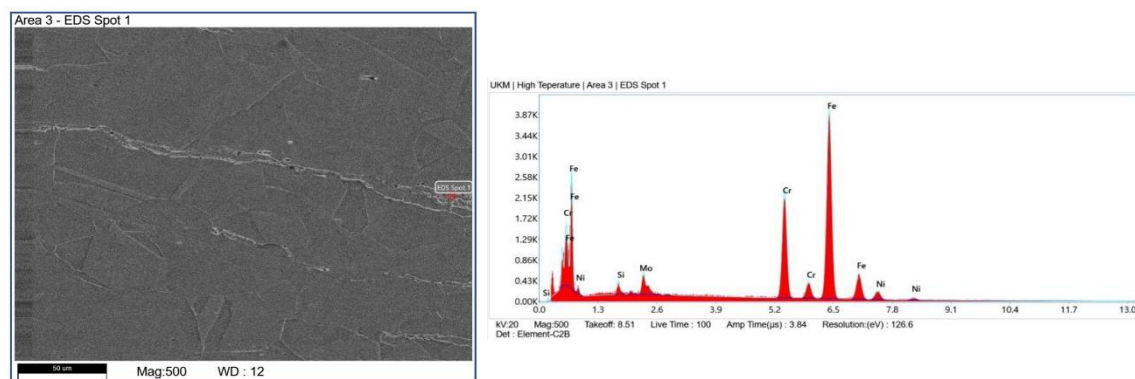 Area 3 - EDS Spot 1
EDS Spot 1
50 um
Mag:500
WD : 12
UKM | High Teperature | Area 3 | EDS Spot 1
3.87K
3.44K
3.01K
2.58K
2.15K
1.72K
1.29K
0.86K
0.43K
0.00K
Fe
Fe
Fe
Cr
Fe
Ni
Si
Si
Mo
Cr
Cr
Fe
Ni
Ni
0.0 1.3 2.6 3.9 5.2 6.5 7.8 9.1 10.4 11.7 13.0
kV:20 Mag:500 Takeoff: 8.51 Live Time : 100 Amp Time(µs) : 3.84 Resolution:(eV) : 126.6
Det : Element-C2B